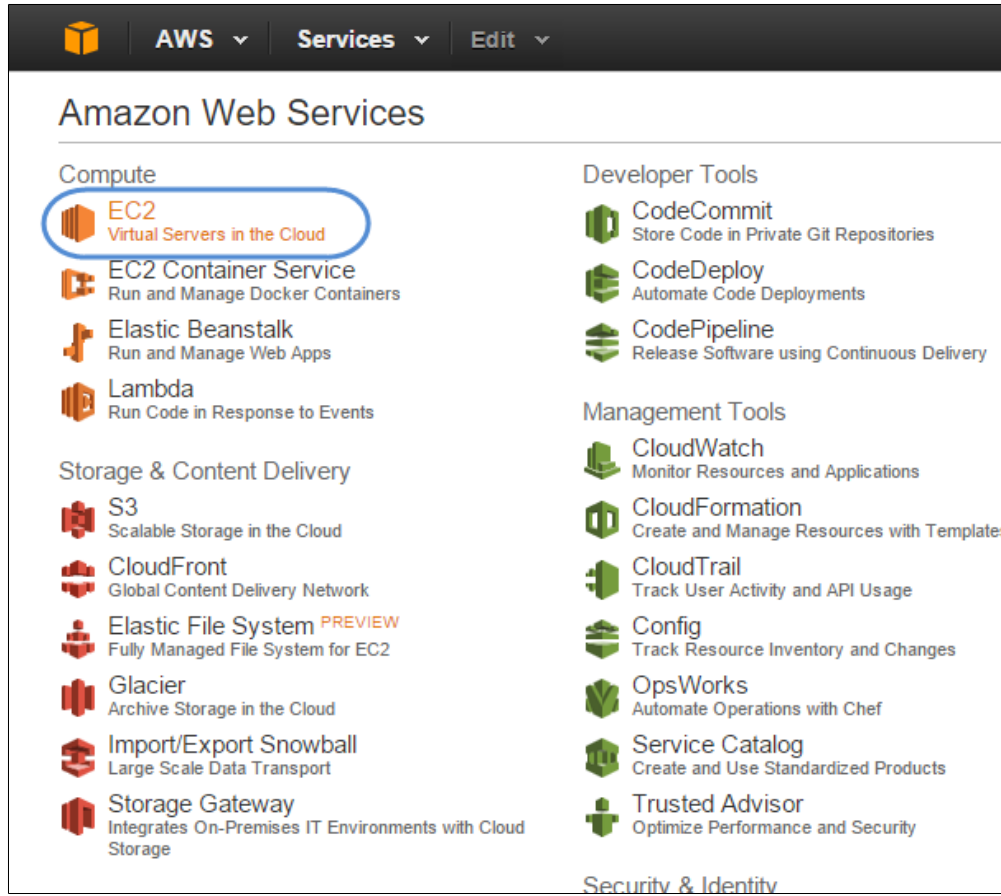 AWS Services Edit
Amazon Web Services
Compute
EC2
Virtual Servers in the Cloud
EC2 Container Service
Run and Manage Docker Containers
Elastic Beanstalk
Run and Manage Web Apps
Lambda
Run Code in Response to Events
Storage & Content Delivery
S3
Scalable Storage in the Cloud
CloudFront
Global Content Delivery Network
Elastic File System PREVIEW
Fully Managed File System for EC2
Glacier
Archive Storage in the Cloud
Import/Export Snowball
Large Scale Data Transport
Storage Gateway
Integrates On-Premises IT Environments with Cloud
Storage
Developer Tools
CodeCommit
Store Code in Private Git Repositories
CodeDeploy
Automate Code Deployments
CodePipeline
Release Software using Continuous Delivery
Management Tools
CloudWatch
Monitor Resources and Applications
CloudFormation
Create and Manage Resources with Templates
CloudTrail
Track User Activity and API Usage
Config
Track Resource Inventory and Changes
OpsWorks
Automate Operations with Chef
Service Catalog
Create and Use Standardized Products
Trusted Advisor
Optimize Performance and Security
Security & Identity